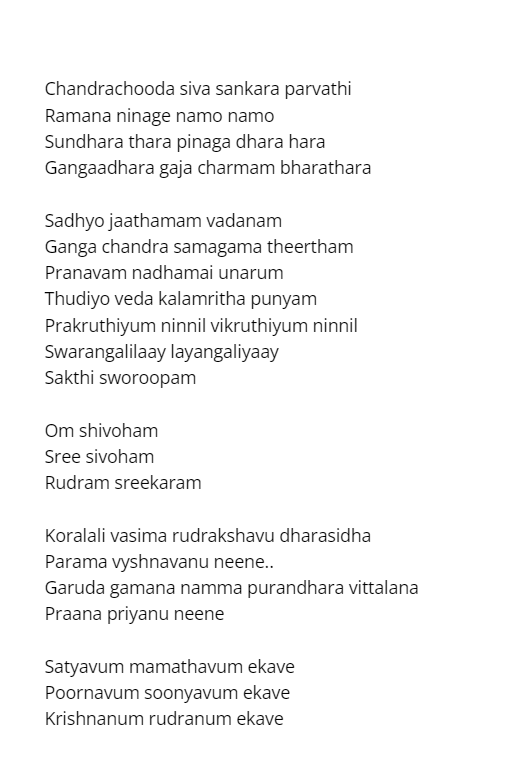 Chandrachooda siva sankara parvathi
Ramana ninage namo namo
Sundhara thara pinaga dhara hara
Gangaadhara gaja charmam bharathara

Sadhyo jaathamam vadanam
Ganga chandra samagama theertham
Pranavam nadhamai unarum
Thudiyo veda kalamritha punyam
Prakruthiyum ninnil vikruthiyum ninnil
Swarangalilaay layangaliyaay
Sakthi sworoopam

Om shivoham
Sree sivoham
Rudram sreekaram

Koralali vasima rudrakshavu dharasidha
Parama vyshnavanu neene..
Garuda gamana namma purandhara vittalana
Praana priyanu neene

Satyavum mamathavum ekave
Poornavum soonyavum ekave
Krishnanum rudranum ekave